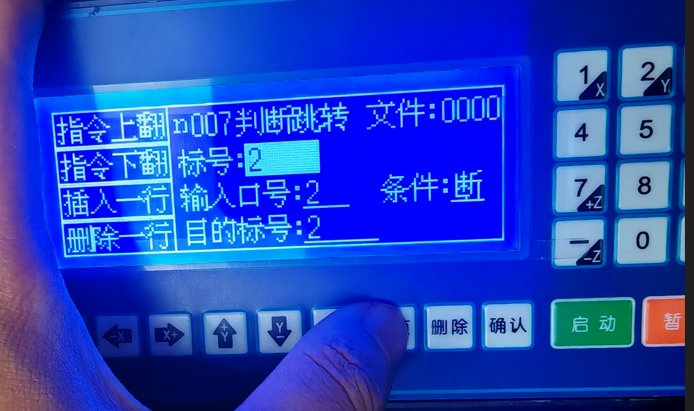 指令上翻 n007判断跳转 文件:0000
指令下翻 标号:2
插入一行 输入口号:2 条件:断
删除一行 目的标号:2
1 X 2 Y
4 5
7 +Z 8
— -Z 0
-X X+ +Y -Y 删除 确认 启动 暂